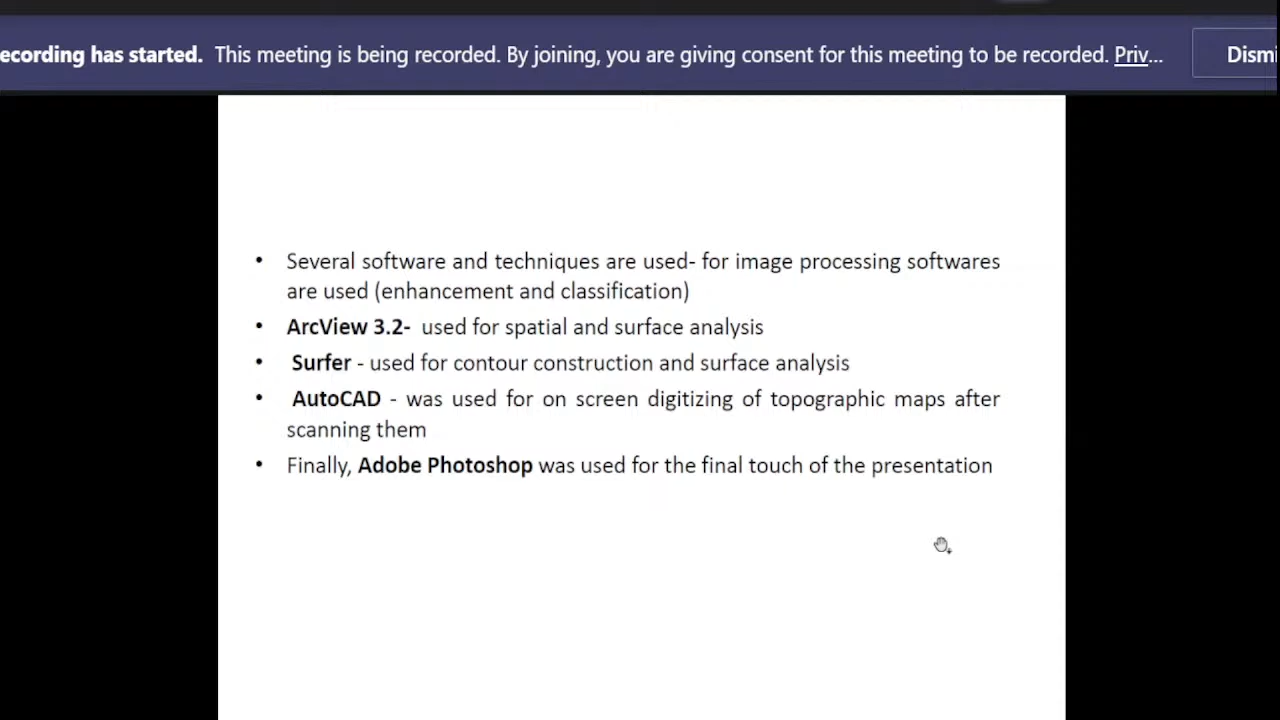 ecording has started. This meeting is being recorded. By joining, you are giving consent for this meeting to be recorded. Priv... Dismi
• Several software and techniques are used- for image processing softwares
are used (enhancement and classification)
• ArcView 3.2- used for spatial and surface analysis
• Surfer - used for contour construction and surface analysis
• AutoCAD - was used for on screen digitizing of topographic maps after
scanning them
• Finally, Adobe Photoshop was used for the final touch of the presentation